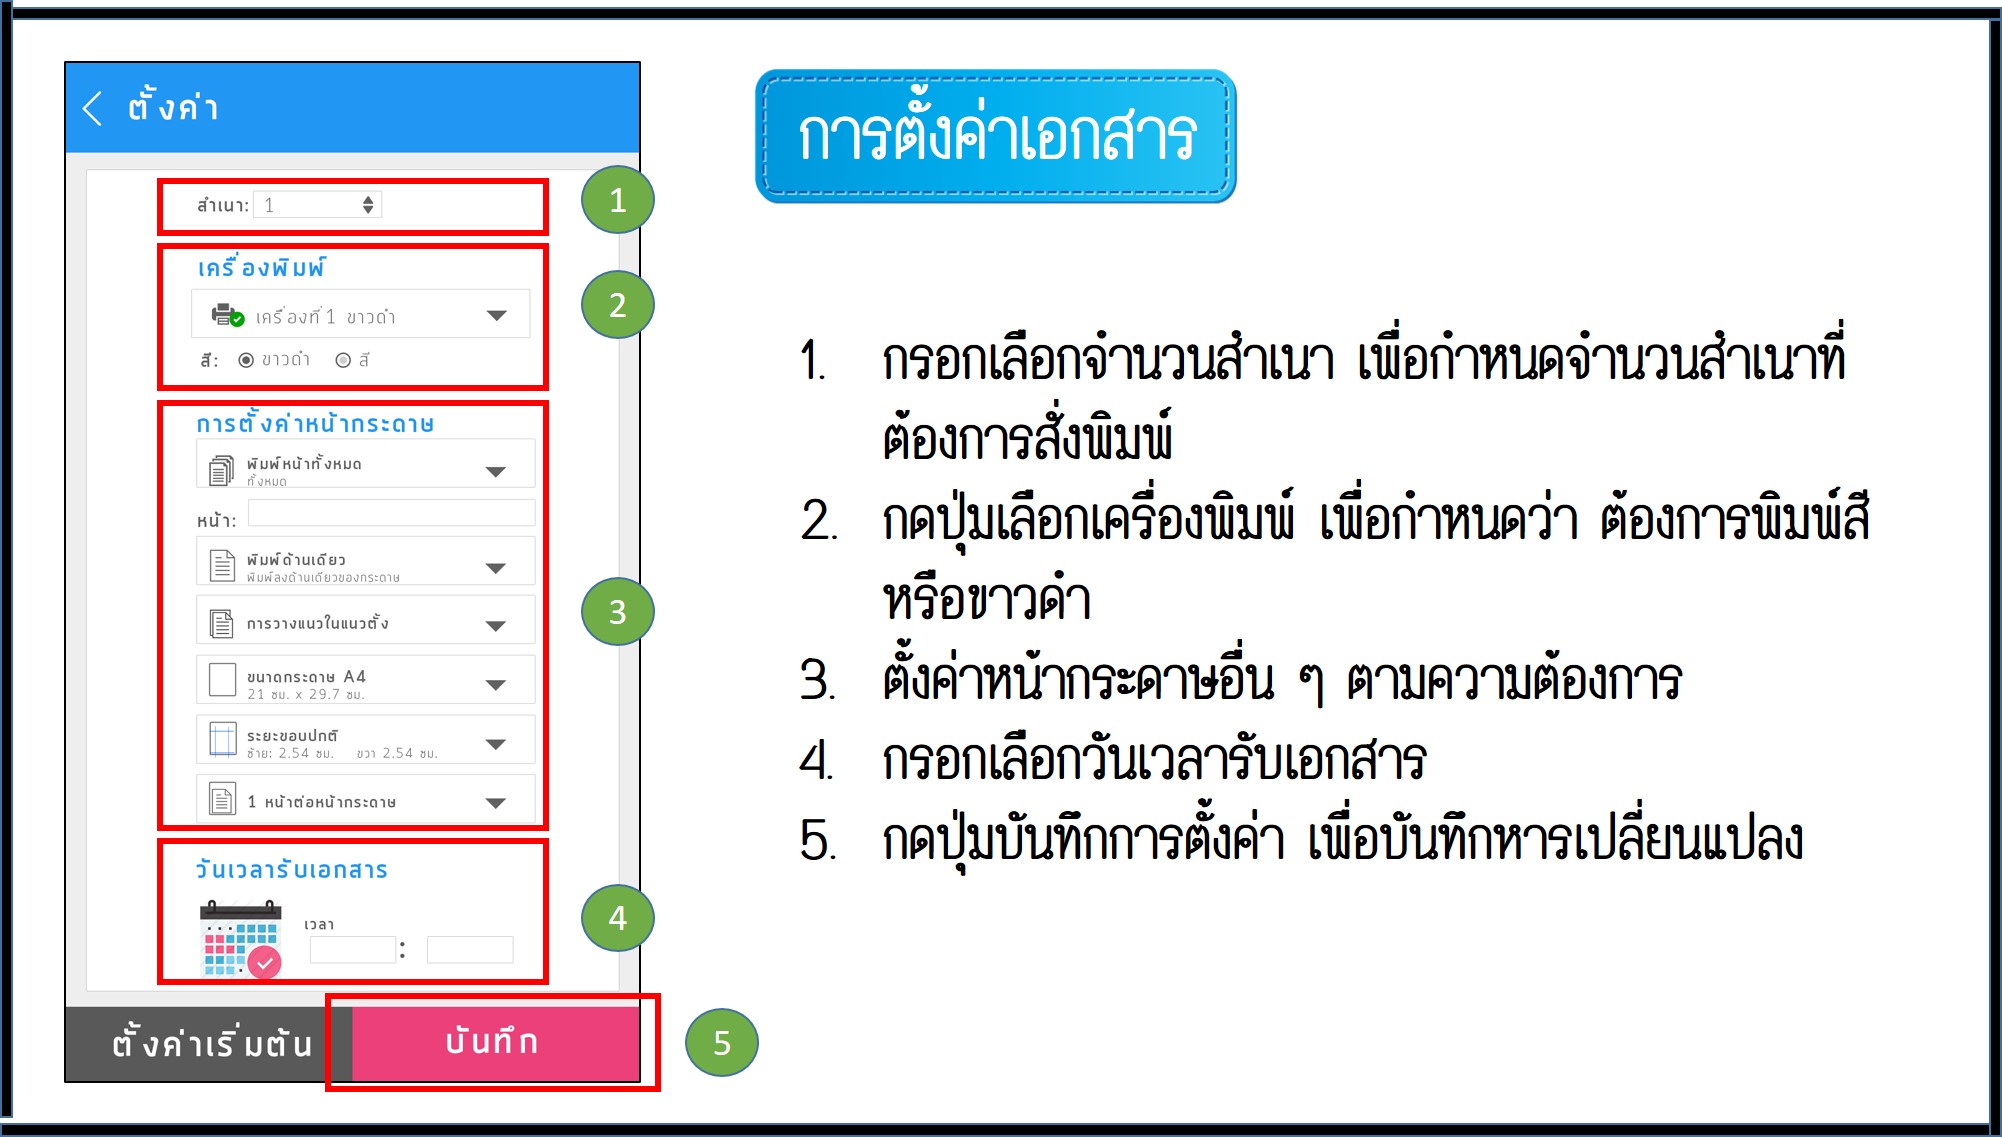 ตั้งค่า
สำเนา: 1
1
เครื่องพิมพ์
เครื่องที่ 1 ขาวดำ
สี: ขาวดำ สี
2
การตั้งค่าหน้ากระดาษ
พิมพ์หน้าทั้งหมด
ทั้งหมด
หน้า:
พิมพ์ด้านเดียว
พิมพ์ลงด้านเดียวของกระดาษ
การวางแนวในแนวตั้ง
ขนาดกระดาษ A4
21 ซม. x 29.7 ซม.
ระยะขอบปกติ
ซ้าย: 2.54 ซม. ขวา 2.54 ซม.
1 หน้าต่อหน้ากระดาษ
3
วันเวลารับเอกสาร
เวลา
:
4
ตั้งค่าเริ่มต้น
บันทึก
5
การตั้งค่าเอกสาร
1. กรอกเลือกจำนวนสำเนา เพื่อกำหนดจำนวนสำเนาที่
ต้องการสั่งพิมพ์
2. กดปุ่มเลือกเครื่องพิมพ์ เพื่อกำหนดว่า ต้องการพิมพ์สี
หรือขาวดำ
3. ตั้งค่าหน้ากระดาษอื่น ๆ ตามความต้องการ
4. กรอกเลือกวันเวลารับเอกสาร
5. กดปุ่มบันทึกการตั้งค่า เพื่อบันทึกหารเปลี่ยนแปลง